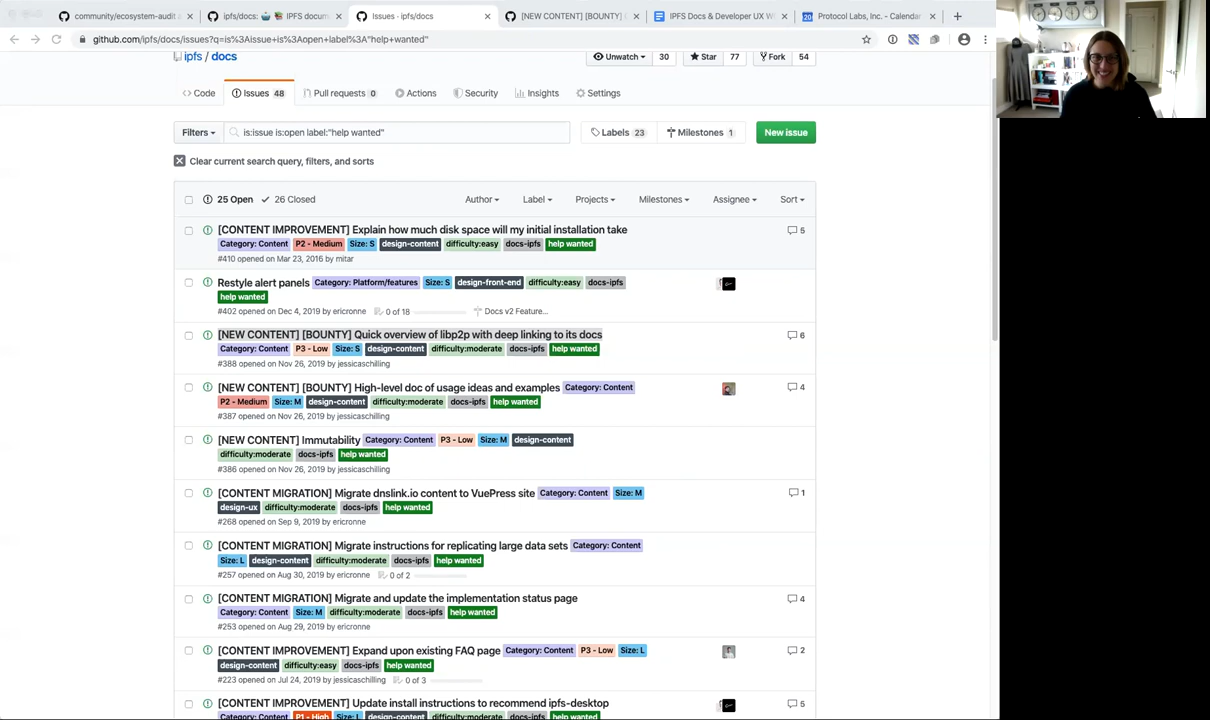 community/ecosystem-audit a
ipfs/docs: 📚 IPFS docum
Issues · ipfs/docs
[NEW CONTENT] [BOUNTY]
IPFS Docs & Developer UX W
Protocol Labs, Inc. - Calendar
github.com/ipfs/docs/issues?q=is%3Aissue+is%3Aopen+label%3A"help+wanted"
ipfs / docs
Unwatch 30
Star 77
Fork 54
Code
Issues 48
Pull requests 0
Actions
Security
Insights
Settings
Filters
is:issue is:open label:"help wanted"
Labels 23
Milestones 1
New issue
Clear current search query, filters, and sorts
25 Open 26 Closed
Author Label Projects Milestones Assignee Sort
[CONTENT IMPROVEMENT] Explain how much disk space will my initial installation take 5
Category: Content P2 - Medium Size: S design-content difficulty:easy docs-ipfs help wanted
#410 opened on Mar 23, 2016 by mitar
Restyle alert panels Category: Platform/features Size: S design-front-end difficulty:easy docs-ipfs
help wanted
#402 opened on Dec 4, 2019 by ericronne 0 of 18 Docs v2 Feature...
[NEW CONTENT] [BOUNTY] Quick overview of libp2p with deep linking to its docs 6
Category: Content P3 - Low Size: S design-content difficulty:moderate docs-ipfs help wanted
#388 opened on Nov 26, 2019 by jessicaschilling
[NEW CONTENT] [BOUNTY] High-level doc of usage ideas and examples Category: Content 4
P2 - Medium Size: M design-content difficulty:moderate docs-ipfs help wanted
#387 opened on Nov 26, 2019 by jessicaschilling
[NEW CONTENT] Immutability Category: Content P3 - Low Size: M design-content
difficulty:moderate docs-ipfs help wanted
#386 opened on Nov 26, 2019 by jessicaschilling
[CONTENT MIGRATION] Migrate dnslink.io content to VuePress site Category: Content Size: M 1
design-ux difficulty:moderate docs-ipfs help wanted
#268 opened on Sep 9, 2019 by ericronne
[CONTENT MIGRATION] Migrate instructions for replicating large data sets Category: Content
Size: L design-content difficulty:moderate docs-ipfs help wanted
#257 opened on Aug 30, 2019 by ericronne 0 of 2
[CONTENT MIGRATION] Migrate and update the implementation status page 4
Category: Content Size: M difficulty:moderate docs-ipfs help wanted
#253 opened on Aug 29, 2019 by ericronne
[CONTENT IMPROVEMENT] Expand upon existing FAQ page Category: Content P3 - Low Size: L 2
design-content difficulty:easy docs-ipfs help wanted
#223 opened on Jul 24, 2019 by jessicaschilling 0 of 3
[CONTENT IMPROVEMENT] Update install instructions to recommend ipfs-desktop 5
Category: Content P1 - High Size: L design-content difficulty:easy docs-ipfs help wanted